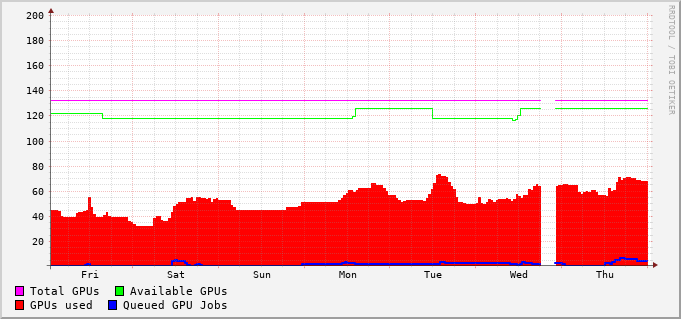 200
180
160
140
120
100
80
60
40
20
Fri Sat Sun Mon Tue Wed Thu
Total GPUs Available GPUs
GPUs used Queued GPU Jobs
RRDTOOL / TOBI OETIKER